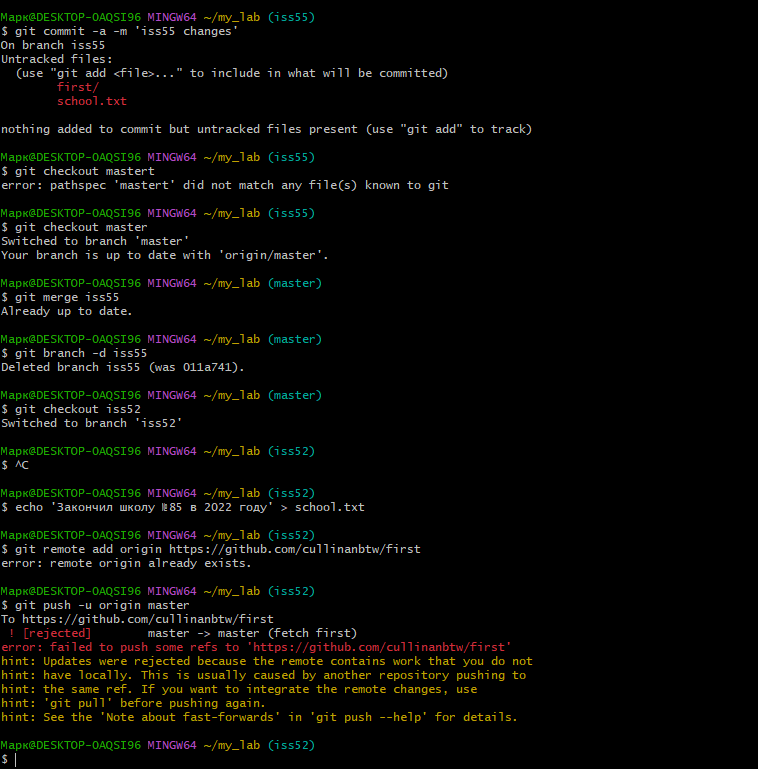 Марк@DESKTOP-OAQSI96 MINGW64 ~/my_lab (iss55)
$ git commit -a -m 'iss55 changes'
On branch iss55
Untracked files:
  (use "git add <file>..." to include in what will be committed)
        first/
        school.txt

nothing added to commit but untracked files present (use "git add" to track)

Марк@DESKTOP-OAQSI96 MINGW64 ~/my_lab (iss55)
$ git checkout mastert
error: pathspec 'mastert' did not match any file(s) known to git

Марк@DESKTOP-OAQSI96 MINGW64 ~/my_lab (iss55)
$ git checkout master
Switched to branch 'master'
Your branch is up to date with 'origin/master'.

Марк@DESKTOP-OAQSI96 MINGW64 ~/my_lab (master)
$ git merge iss55
Already up to date.

Марк@DESKTOP-OAQSI96 MINGW64 ~/my_lab (master)
$ git branch -d iss55
Deleted branch iss55 (was 011a741).

Марк@DESKTOP-OAQSI96 MINGW64 ~/my_lab (master)
$ git checkout iss52
Switched to branch 'iss52'

Марк@DESKTOP-OAQSI96 MINGW64 ~/my_lab (iss52)
$ ^C

Марк@DESKTOP-OAQSI96 MINGW64 ~/my_lab (iss52)
$ echo 'Закончил школу №85 в 2022 году' > school.txt

Марк@DESKTOP-OAQSI96 MINGW64 ~/my_lab (iss52)
$ git remote add origin https://github.com/cullinanbtw/first
error: remote origin already exists.

Марк@DESKTOP-OAQSI96 MINGW64 ~/my_lab (iss52)
$ git push -u origin master
To https://github.com/cullinanbtw/first
 ! [rejected]        master -> master (fetch first)
error: failed to push some refs to 'https://github.com/cullinanbtw/first'
hint: Updates were rejected because the remote contains work that you do not
hint: have locally. This is usually caused by another repository pushing to
hint: the same ref. If you want to integrate the remote changes, use
hint: 'git pull' before pushing again.
hint: See the 'Note about fast-forwards' in 'git push --help' for details.

Марк@DESKTOP-OAQSI96 MINGW64 ~/my_lab (iss52)
$